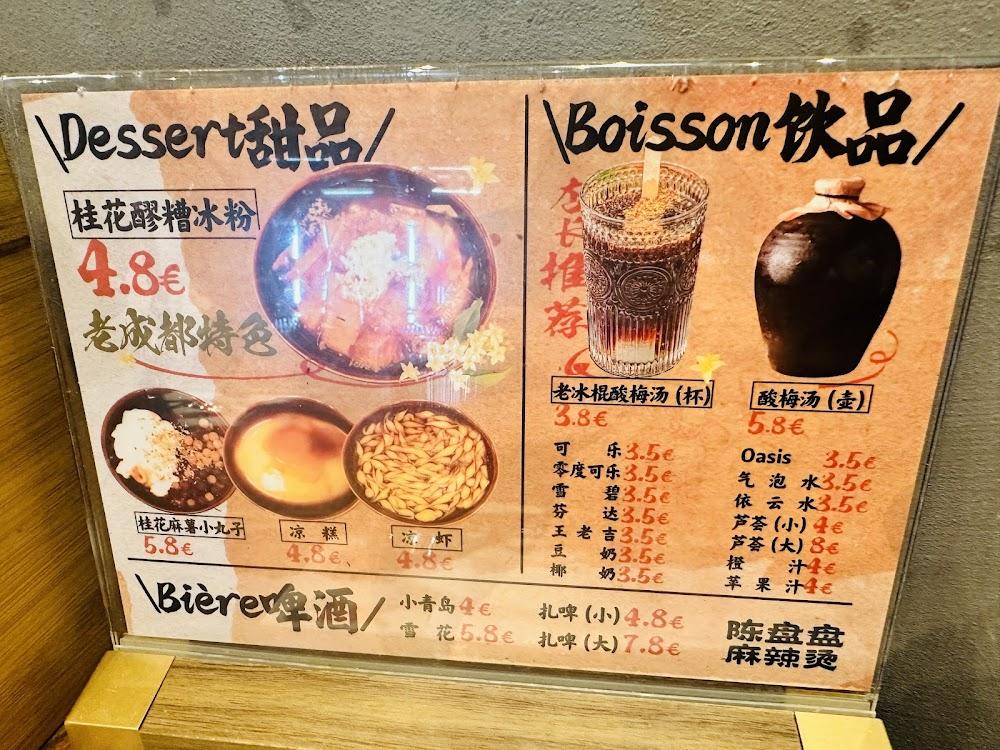 Dessert甜品
桂花醪糟冰粉
4.8€
老成都特色
桂花麻薯小丸子
5.8€
凉糕
4.8€
凉虾
4.8€
Boisson饮品
店长推荐
老冰棍酸梅汤(杯)
3.8€
酸梅汤(壶)
5.8€
可乐3.5€
零度可乐3.5€
雪碧3.5€
芬达3.5€
王老吉3.5€
豆奶3.5€
椰奶3.5€
Oasis 3.5€
气泡水3.5€
依云水3.5€
芦荟(小)4€
芦荟(大)8€
橙汁4€
苹果汁4€
Bière啤酒
小青岛4€
雪花5.8€
扎啤(小)4.8€
扎啤(大)7.8€
陈盘盘
麻辣烫